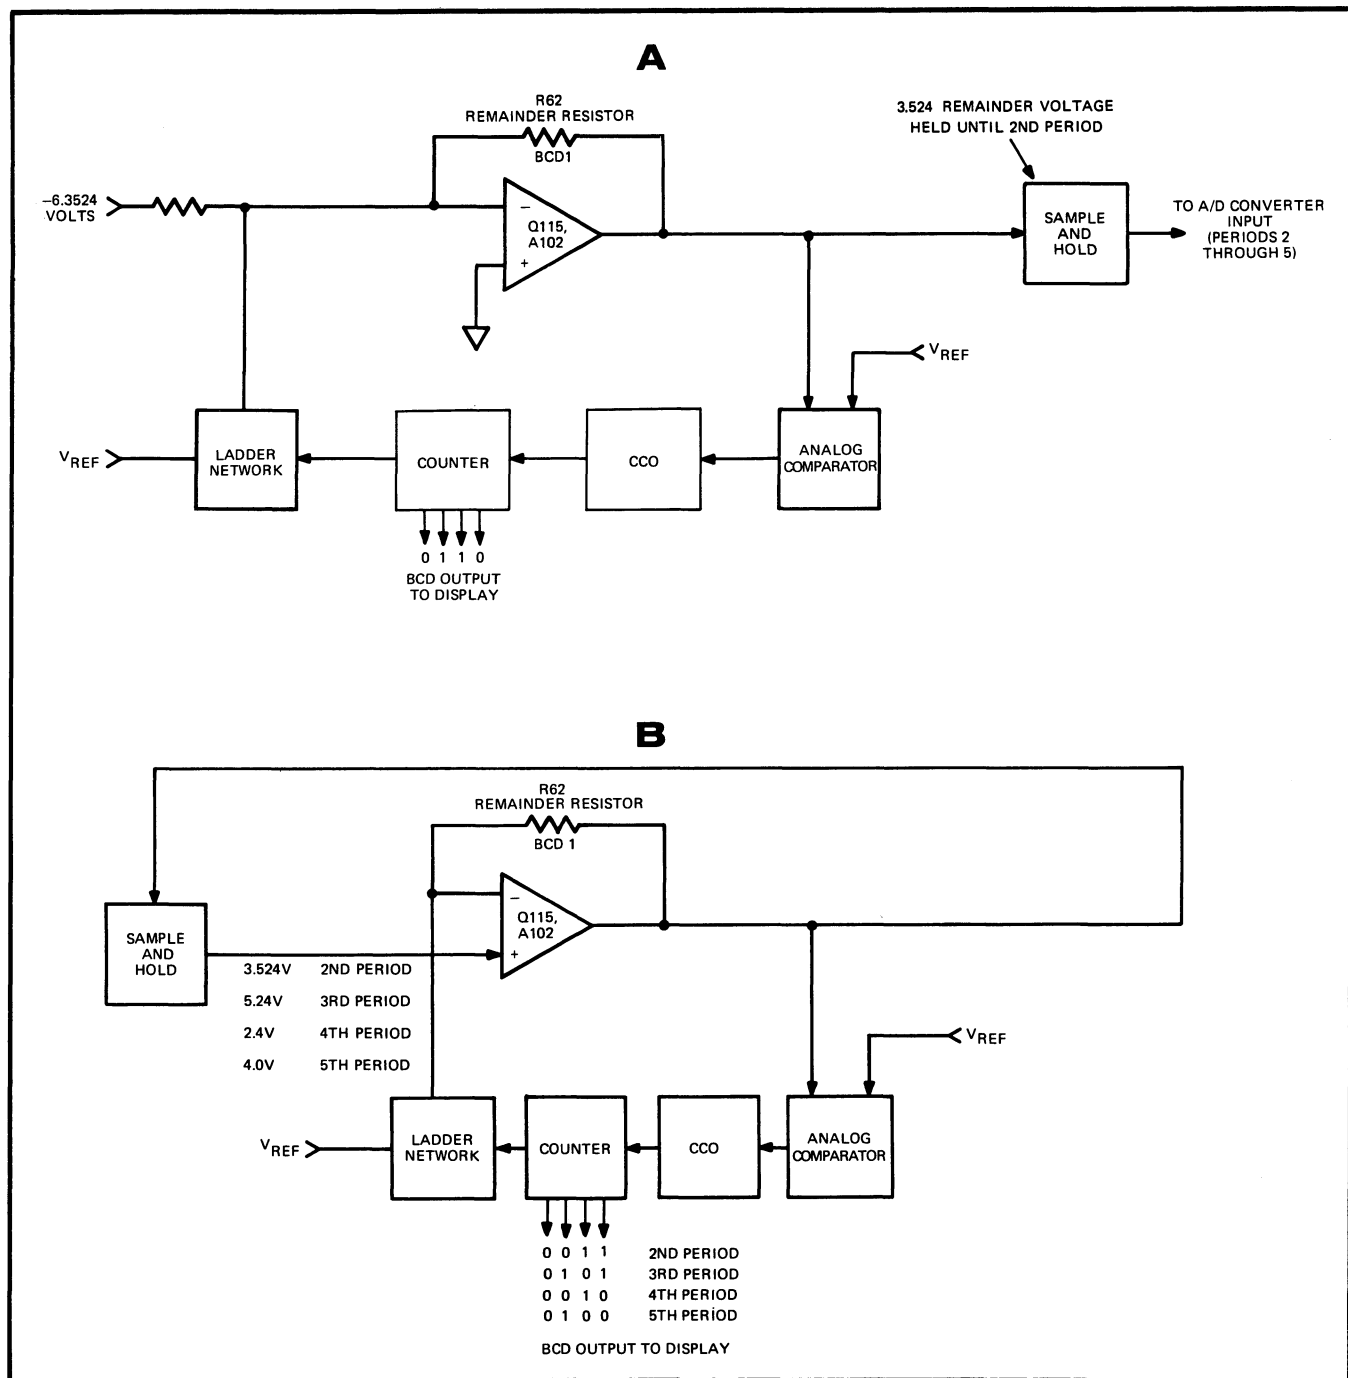 A
R62
REMAINDER RESISTOR
BCD1
3.524 REMAINDER VOLTAGE
HELD UNTIL 2ND PERIOD
−6.3524
VOLTS
−
Q115,
A102
+
SAMPLE
AND
HOLD
TO A/D CONVERTER
INPUT
(PERIODS 2
THROUGH 5)
VREF
VREF
LADDER
NETWORK
COUNTER
CCO
ANALOG
COMPARATOR
0 1 1 0
BCD OUTPUT
TO DISPLAY
B
R62
REMAINDER RESISTOR
BCD 1
−
Q115,
A102
+
SAMPLE
AND
HOLD
3.524V 2ND PERIOD
5.24V 3RD PERIOD
2.4V 4TH PERIOD
4.0V 5TH PERIOD
VREF
VREF
LADDER
NETWORK
COUNTER
CCO
ANALOG
COMPARATOR
0 0 1 1 2ND PERIOD
0 1 0 1 3RD PERIOD
0 0 1 0 4TH PERIOD
0 1 0 0 5TH PERIOD
BCD OUTPUT TO DISPLAY